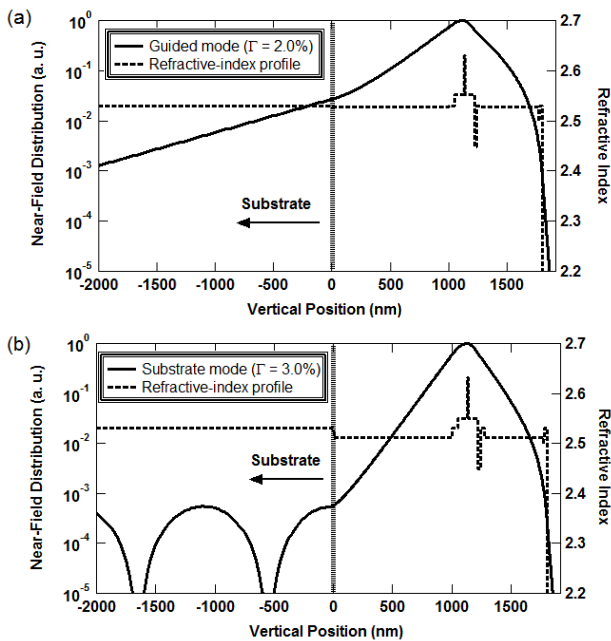 (a)
Near-Field Distribution (a. u.)
10⁰
10⁻¹
10⁻²
10⁻³
10⁻⁴
10⁻⁵
Guided mode (Γ = 2.0%)
Refractive-index profile
Substrate
2.7
2.6
2.5
2.4
2.3
2.2
Refractive Index
-2000 -1500 -1000 -500 0 500 1000 1500
Vertical Position (nm)
(b)
Near-Field Distribution (a. u.)
10⁰
10⁻¹
10⁻²
10⁻³
10⁻⁴
10⁻⁵
Substrate mode (Γ = 3.0%)
Refractive-index profile
Substrate
2.7
2.6
2.5
2.4
2.3
2.2
Refractive Index
-2000 -1500 -1000 -500 0 500 1000 1500
Vertical Position (nm)